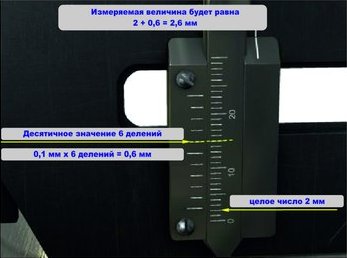 Измеряемая величина будет равна
2 + 0,6 = 2,6 мм
20
Десятичное значение 6 делений
0,1 мм x 6 делений = 0,6 мм
10
целое число 2 мм
0